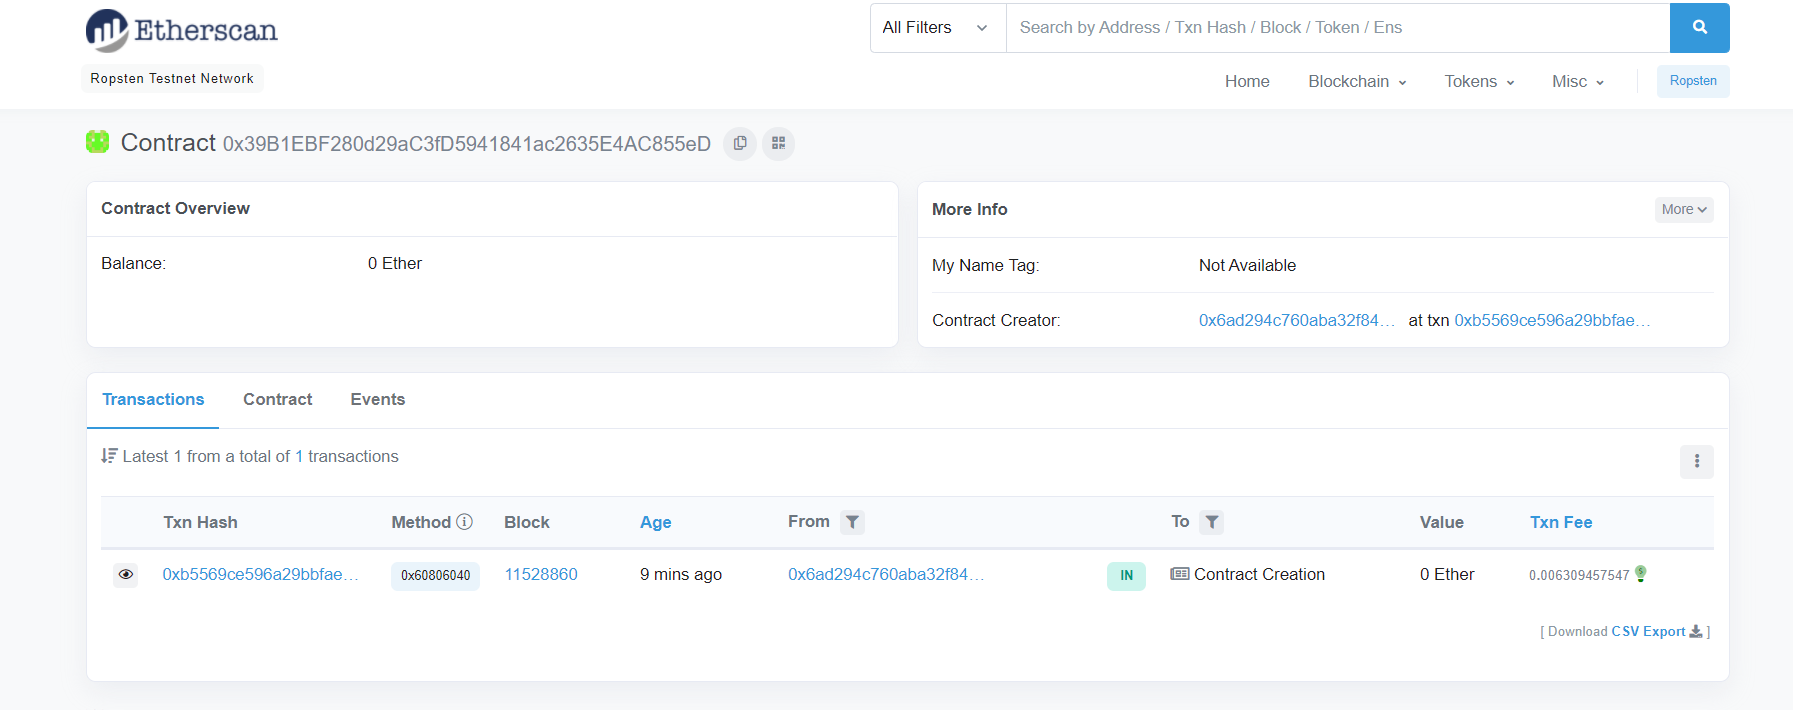 Etherscan
All Filters
Search by Address / Txn Hash / Block / Token / Ens
Ropsten Testnet Network
Home Blockchain Tokens Misc Ropsten
Contract 0x39B1EBF280d29aC3fD5941841ac2635E4AC855eD
Contract Overview
Balance: 0 Ether
More Info More
My Name Tag: Not Available
Contract Creator: 0x6ad294c760aba32f84... at txn 0xb5569ce596a29bbfae...
Transactions Contract Events
Latest 1 from a total of 1 transactions
Txn Hash Method Block Age From To Value Txn Fee
0xb5569ce596a29bbfae... 0x60806040 11528860 9 mins ago 0x6ad294c760aba32f84... IN Contract Creation 0 Ether 0.006309457547
[ Download CSV Export ]